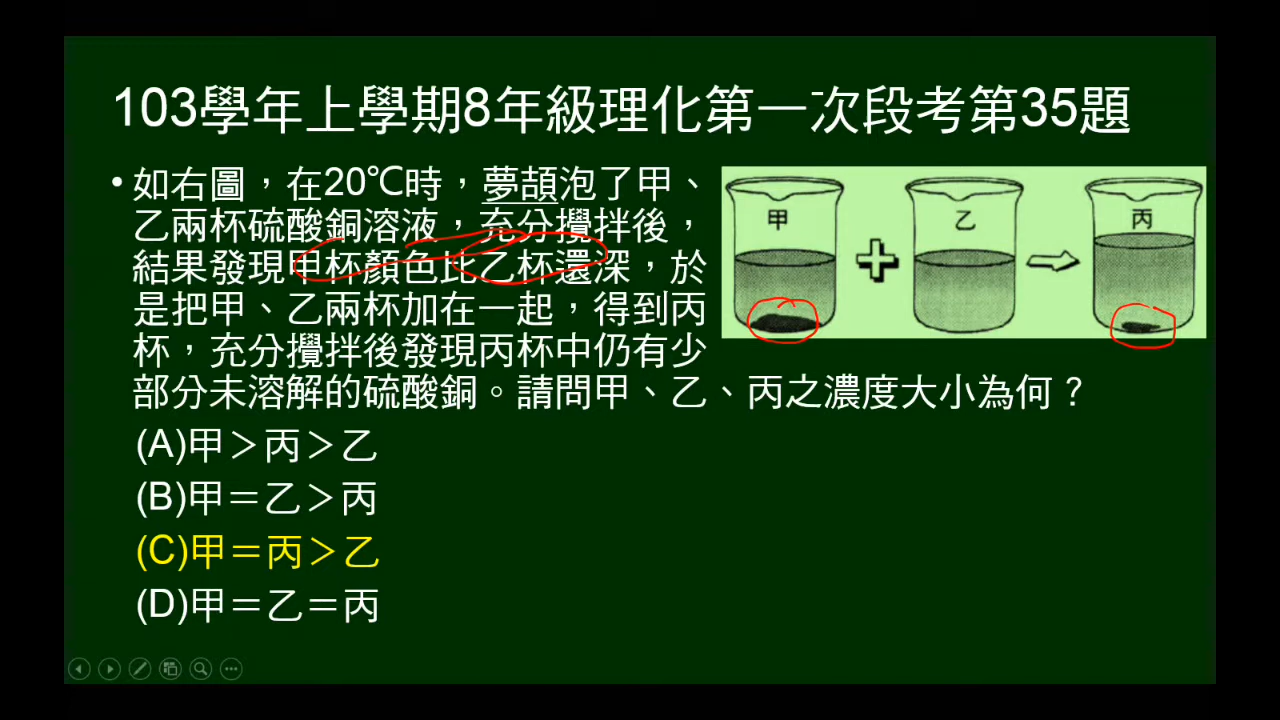 103學年上學期8年級理化第一次段考第35題
•如右圖，在20℃時，夢頡泡了甲、
乙兩杯硫酸銅溶液，充分攪拌後，
結果發現甲杯顏色比乙杯還深，於
是把甲、乙兩杯加在一起，得到丙
杯，充分攪拌後發現丙杯中仍有少
部分未溶解的硫酸銅。請問甲、乙、丙之濃度大小為何？
(A)甲＞丙＞乙
(B)甲＝乙＞丙
(C)甲＝丙＞乙
(D)甲＝乙＝丙
甲
乙
丙